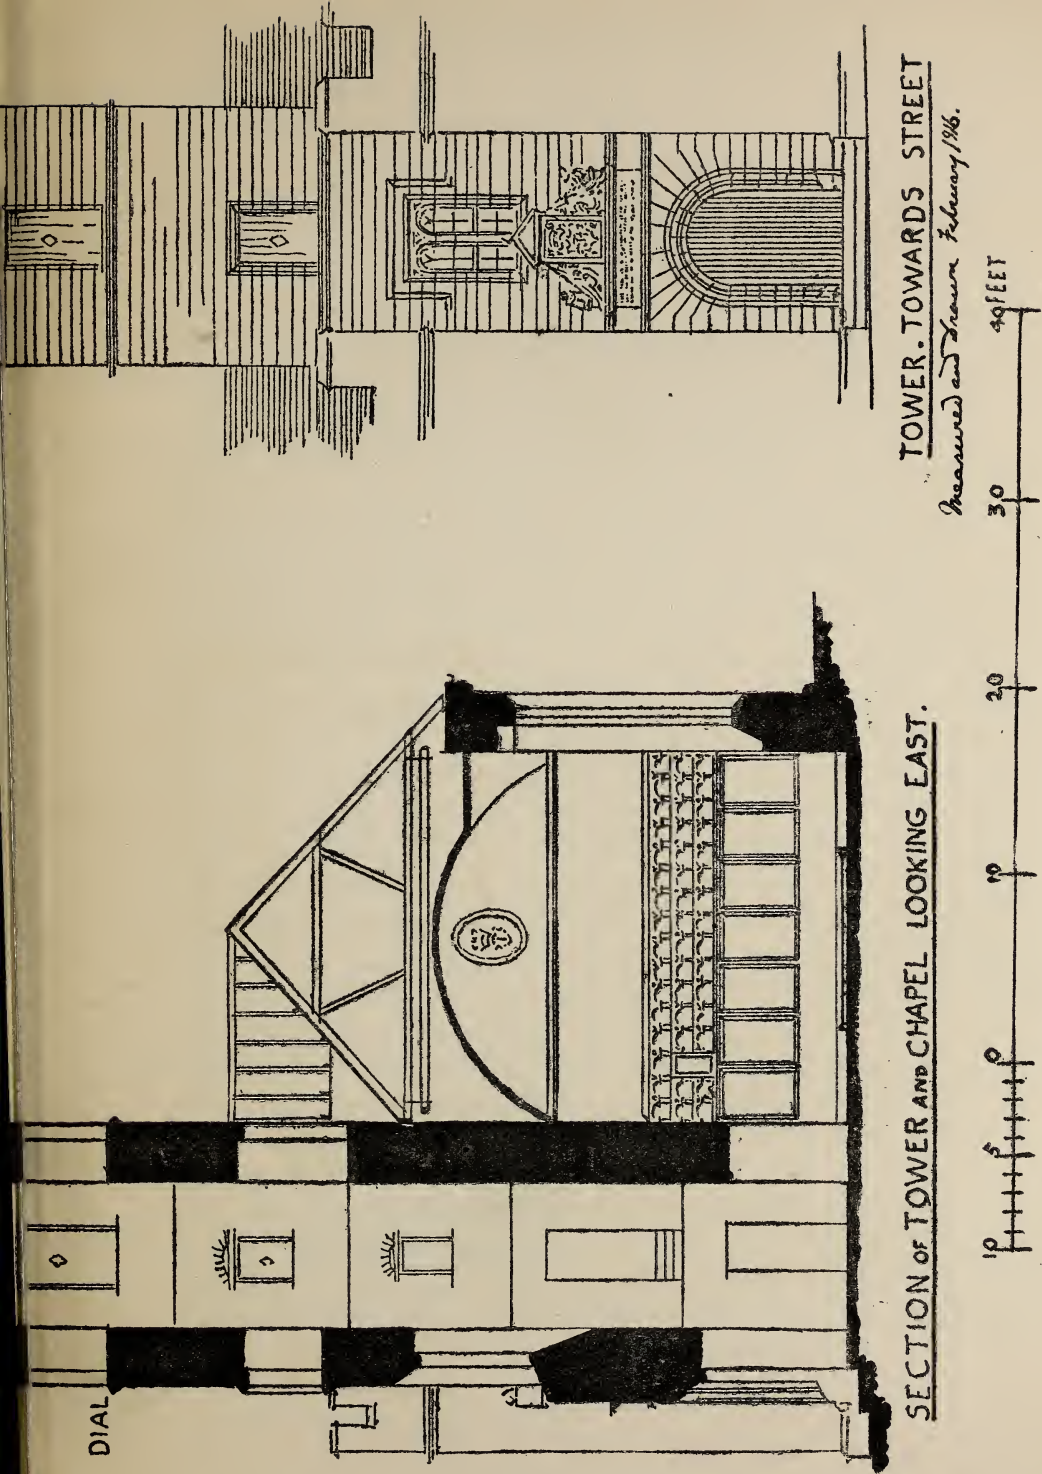 DIAL
SECTION OF TOWER AND CHAPEL LOOKING EAST.
TOWER. TOWARDS STREET
Measured and Drawn February 1916.
10 5 0 10 20 30 40 FEET